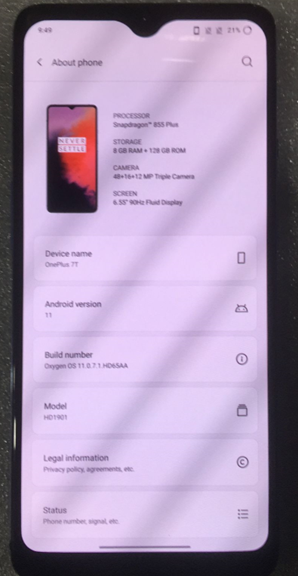 9:49
21%
About phone
PROCESSOR
Snapdragon™ 855 Plus
STORAGE
8 GB RAM + 128 GB ROM
CAMERA
48+16+12 MP Triple Camera
SCREEN
6.55" 90Hz Fluid Display
NEVER
SETTLE
Device name
OnePlus 7T
Android version
11
Build number
Oxygen OS 11.0.7.1.HD65AA
Model
HD1901
Legal information
Privacy policy, agreements, etc.
Status
Phone number, signal, etc.